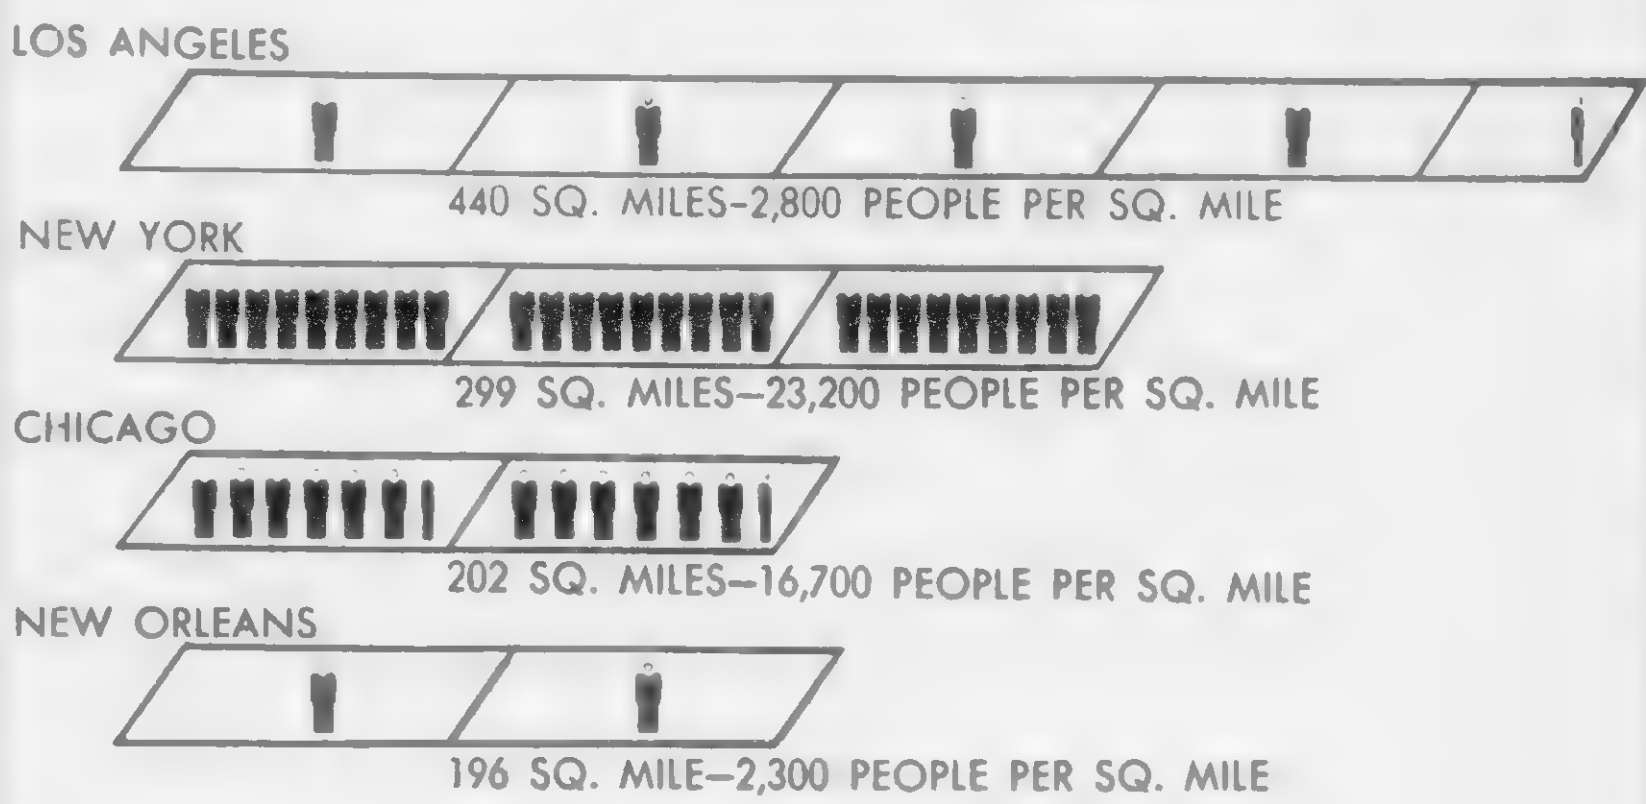 LOS ANGELES
440 SQ. MILES-2,800 PEOPLE PER SQ. MILE
NEW YORK
299 SQ. MILES—23,200 PEOPLE PER SQ. MILE
CHICAGO
202 SQ. MILES—16,700 PEOPLE PER SQ. MILE
NEW ORLEANS
196 SQ. MILE—2,300 PEOPLE PER SQ. MILE